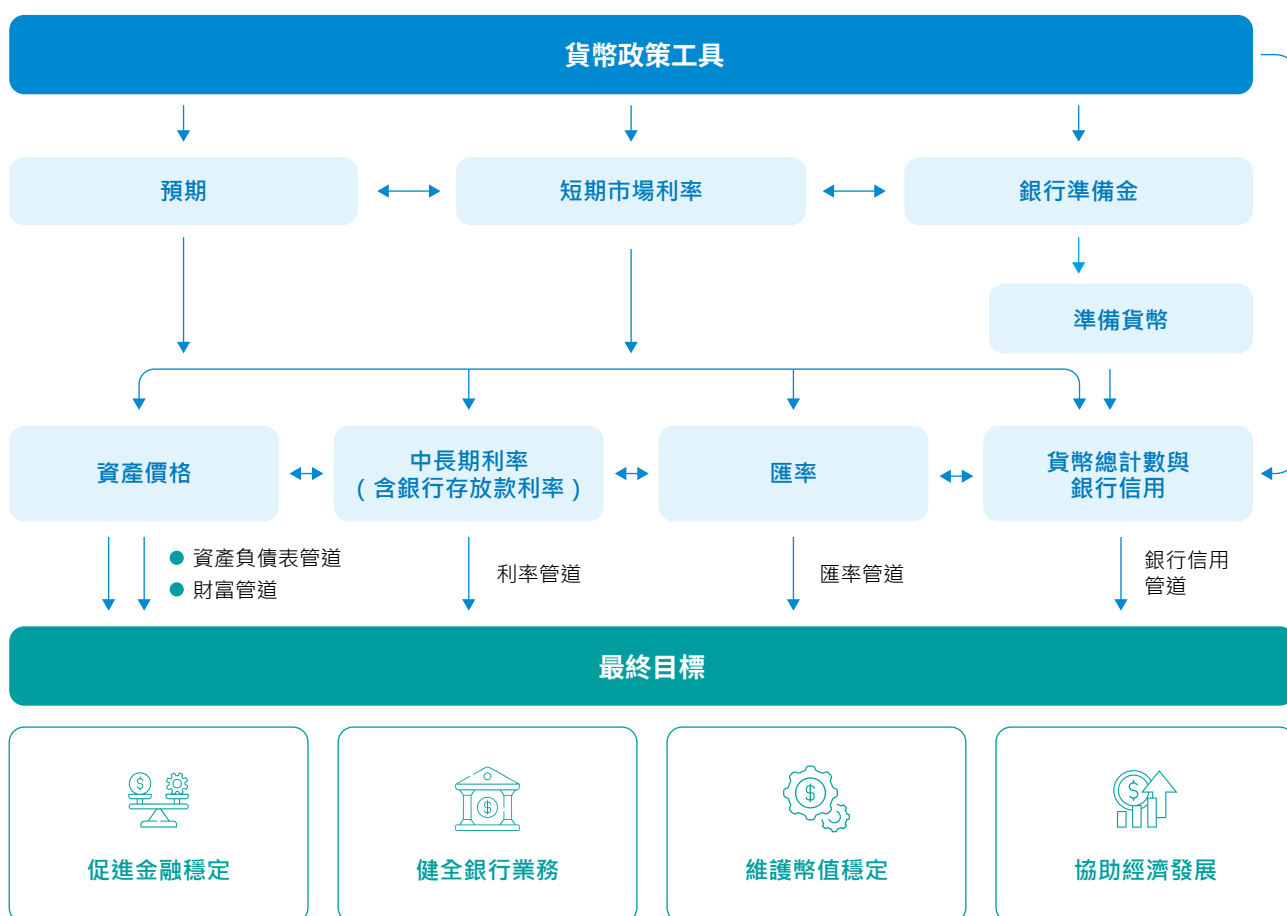 貨幣政策工具
預期
短期市場利率
銀行準備金
準備貨幣
資產價格
中長期利率
(含銀行存放款利率)
匯率
貨幣總計數與
銀行信用
資產負債表管道
財富管道
利率管道
匯率管道
銀行信用
管道
最終目標
$
$
$
$
促進金融穩定
健全銀行業務
維護幣值穩定
協助經濟發展